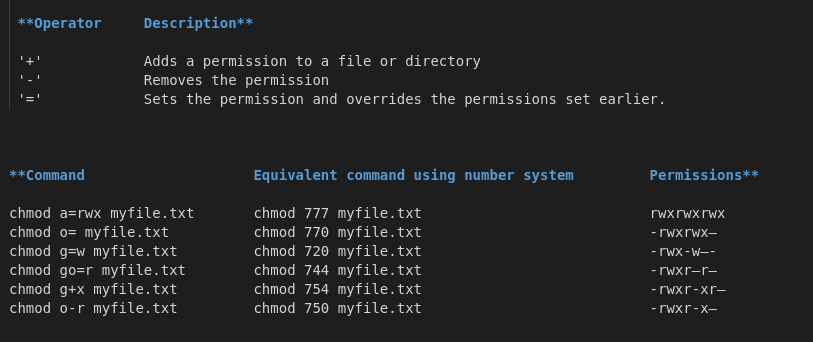 **Operator     Description**
'+'            Adds a permission to a file or directory
'-'            Removes the permission
'='            Sets the permission and overrides the permissions set earlier.
**Command                    Equivalent command using number system         Permissions**
chmod a=rwx myfile.txt       chmod 777 myfile.txt                           rwxrwxrwx
chmod o= myfile.txt          chmod 770 myfile.txt                           -rwxrwx—
chmod g=w myfile.txt         chmod 720 myfile.txt                           -rwx-w—-
chmod go=r myfile.txt        chmod 744 myfile.txt                           -rwxr—r—
chmod g+x myfile.txt         chmod 754 myfile.txt                           -rwxr-xr—
chmod o-r myfile.txt         chmod 750 myfile.txt                           -rwxr-x—